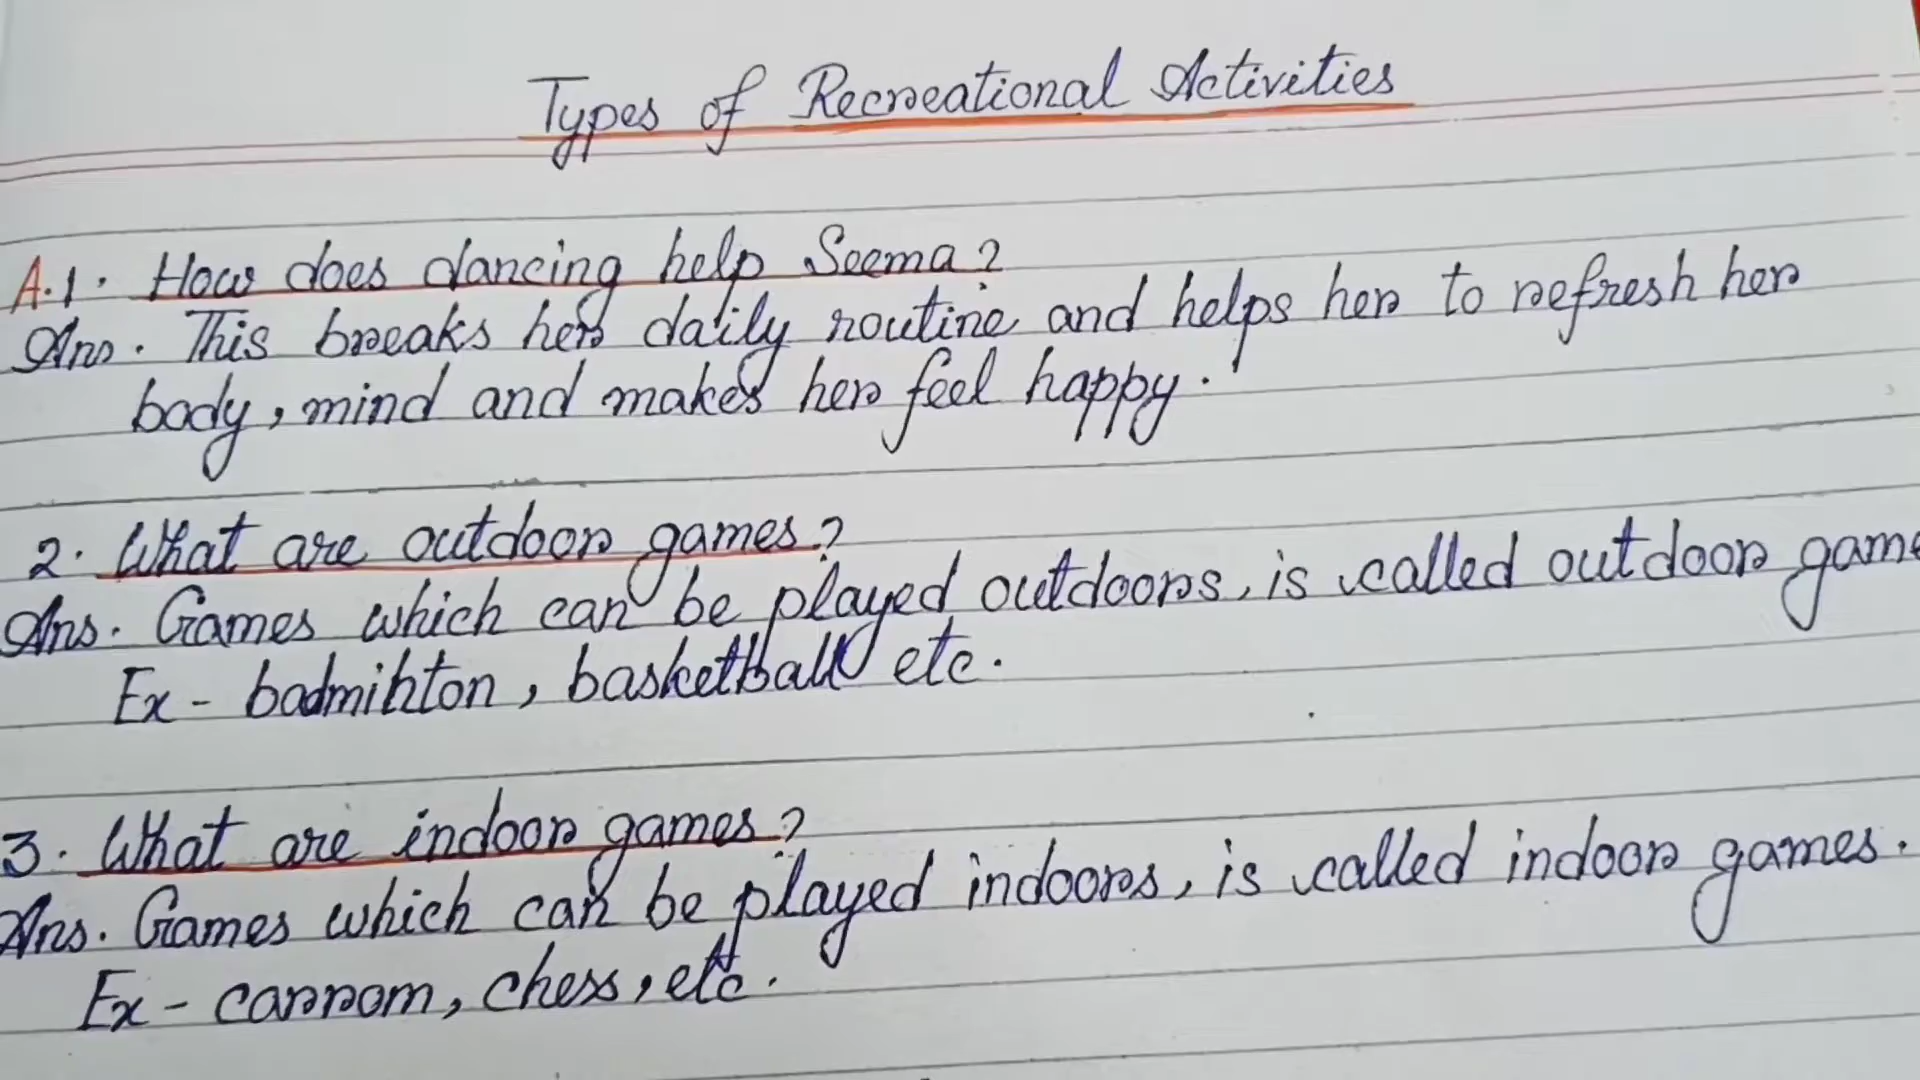 Types of Recreational Activities
A.1. How does dancing help Seema?
Ans. This breaks her daily routine and helps her to refresh her
body, mind and makes her feel happy.
2. What are outdoor games?
Ans. Games which can be played outdoors, is called outdoor game
Ex - badminton, basketball etc.
3. What are indoor games?
Ans. Games which can be played indoors, is called indoor games.
Ex - carrom, chess, etc.